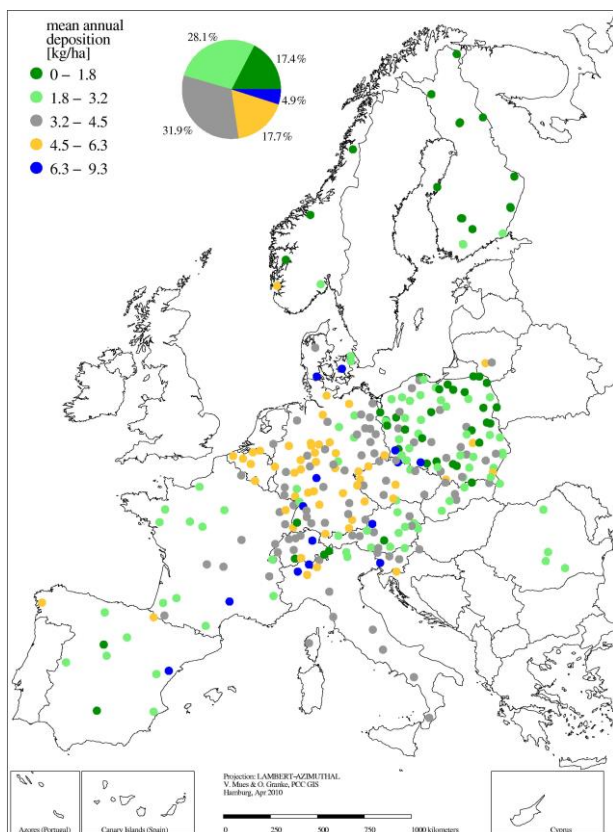 mean annual
deposition
[kg/ha]
0 – 1.8
1.8 – 3.2
3.2 – 4.5
4.5 – 6.3
6.3 – 9.3
28.1%
17.4%
4.9%
17.7%
31.9%
Projection: LAMBERT-AZIMUTHAL
V. Mues & O. Granke, PCC GIS
Hamburg, Apr 2010
0 250 500 750 1000 kilometers
Azores (Portugal)
Canary Islands (Spain)
Cyprus